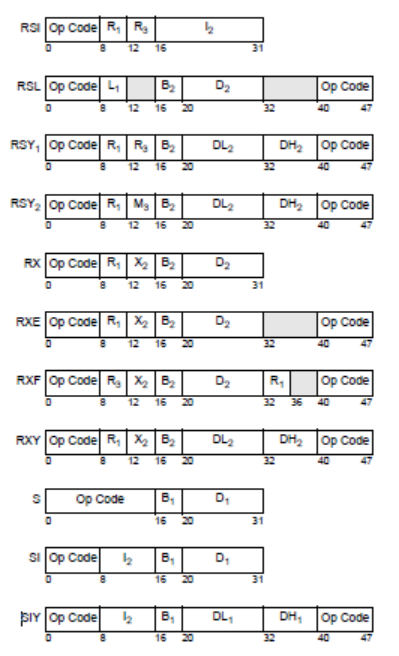 RSI Op Code R1 R3 I2
0 8 12 16 31
RSL Op Code L1 B2 D2 Op Code
0 8 12 16 20 32 40 47
RSY1 Op Code R1 R3 B2 DL2 DH2 Op Code
0 8 12 16 20 32 40 47
RSY2 Op Code R1 M3 B2 DL2 DH2 Op Code
0 8 12 16 20 32 40 47
RX Op Code R1 X2 B2 D2
0 8 12 16 20 31
RXE Op Code R1 X2 B2 D2 Op Code
0 8 12 16 20 32 40 47
RXF Op Code R3 X2 B2 D2 R1 Op Code
0 8 12 16 20 32 36 40 47
RXY Op Code R1 X2 B2 DL2 DH2 Op Code
0 8 12 16 20 32 40 47
S Op Code B1 D1
0 16 20 31
SI Op Code I2 B1 D1
0 8 16 20 31
SIY Op Code I2 B1 DL1 DH1 Op Code
0 8 16 20 32 40 47